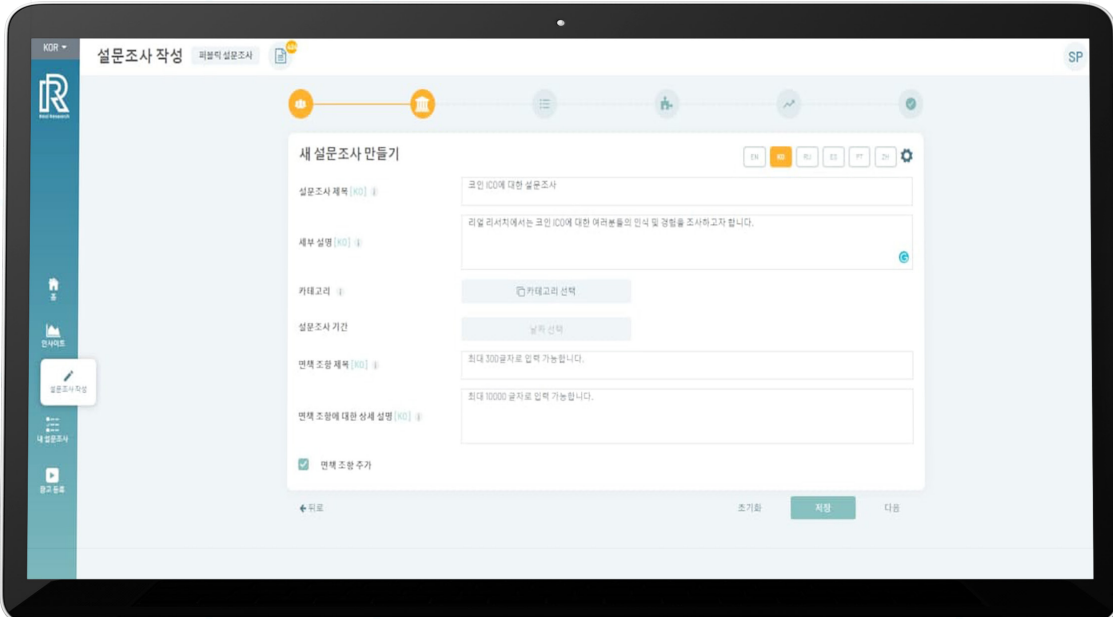 KOR
설문조사 작성
퍼블릭 설문조사
SP
R
Real Research
새 설문조사 만들기
EN KO RU ES PT ZH
설문조사 제목 [KO]
코인 ICO에 대한 설문조사
세부 설명 [KO]
리얼 리서치에서는 코인 ICO에 대한 여러분들의 인식 및 경험을 조사하고자 합니다.
카테고리
카테고리 선택
설문조사 기간
날짜 선택
면책 조항 제목 [KO]
최대 300글자로 입력 가능합니다.
면책 조항에 대한 상세 설명 [KO]
최대 10000 글자로 입력 가능합니다.
면책 조항 추가
뒤로
초기화
저장
다음
홈
인사이트
설문조사 작성
내 설문조사
광고 등록